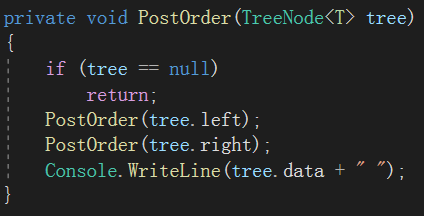 private void PostOrder(TreeNode<T> tree)
{
    if (tree == null)
        return;
    PostOrder(tree.left);
    PostOrder(tree.right);
    Console.WriteLine(tree.data + " ");
}